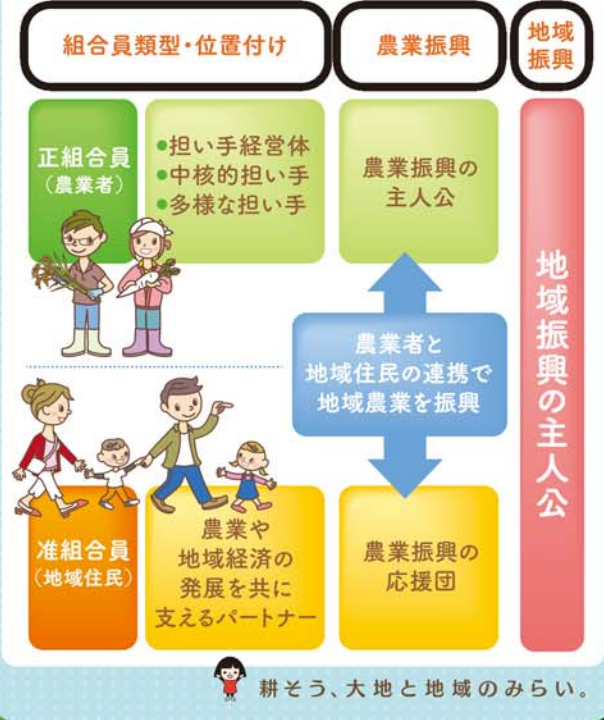 組合員類型・位置付け
農業振興
地域
振興
正組合員
（農業者）
●担い手経営体
●中核的担い手
●多様な担い手
農業振興の
主人公
農業者と
地域住民の連携で
地域農業を振興
地域振興の主人公
准組合員
（地域住民）
農業や
地域経済の
発展を共に
支えるパートナー
農業振興の
応援団
耕そう、大地と地域のみらい。